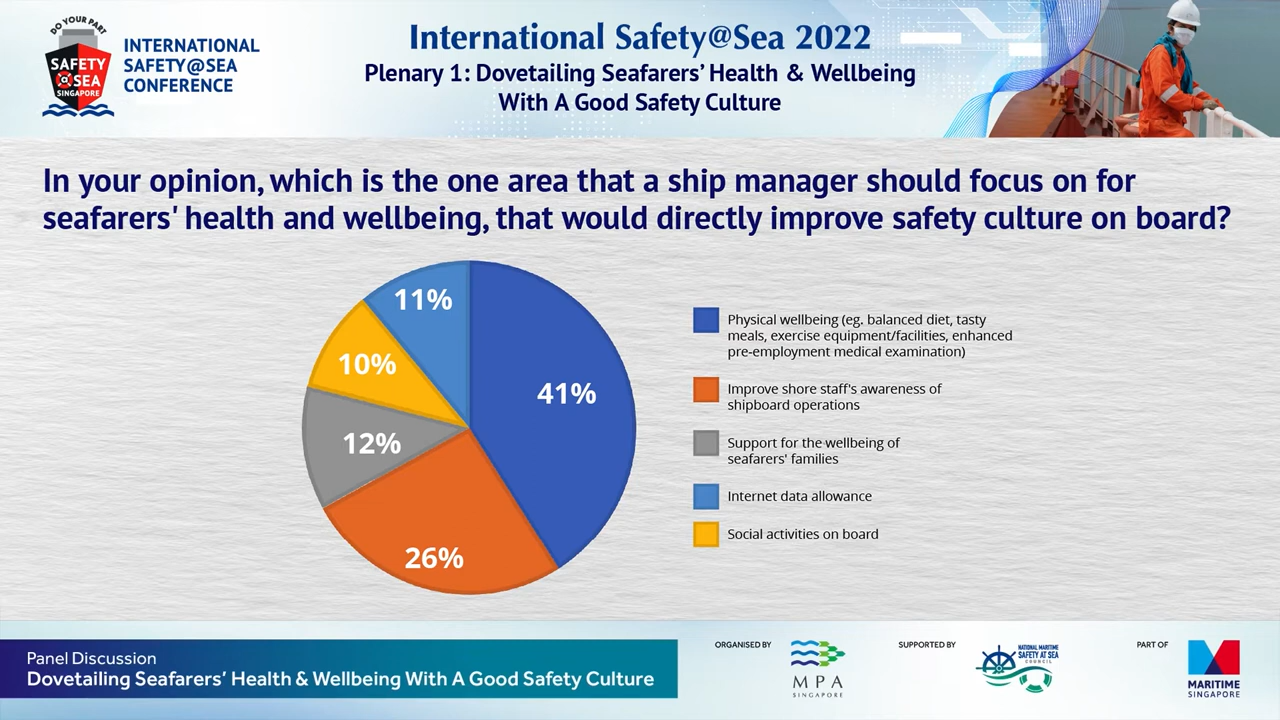 DO YOUR PART
SAFETY
@SEA
SINGAPORE
INTERNATIONAL
SAFETY@SEA
CONFERENCE
International Safety@Sea 2022
Plenary 1: Dovetailing Seafarers' Health & Wellbeing
With A Good Safety Culture
In your opinion, which is the one area that a ship manager should focus on for
seafarers' health and wellbeing, that would directly improve safety culture on board?
11%
10%
41%
12%
26%
Physical wellbeing (eg. balanced diet, tasty
meals, exercise equipment/facilities, enhanced
pre-employment medical examination)
Improve shore staff's awareness of
shipboard operations
Support for the wellbeing of
seafarers' families
Internet data allowance
Social activities on board
Panel Discussion
Dovetailing Seafarers' Health & Wellbeing With A Good Safety Culture
ORGANISED BY
MPA
SINGAPORE
SUPPORTED BY
NATIONAL MARITIME
SAFETY AT SEA
COUNCIL
PART OF
MARITIME
SINGAPORE